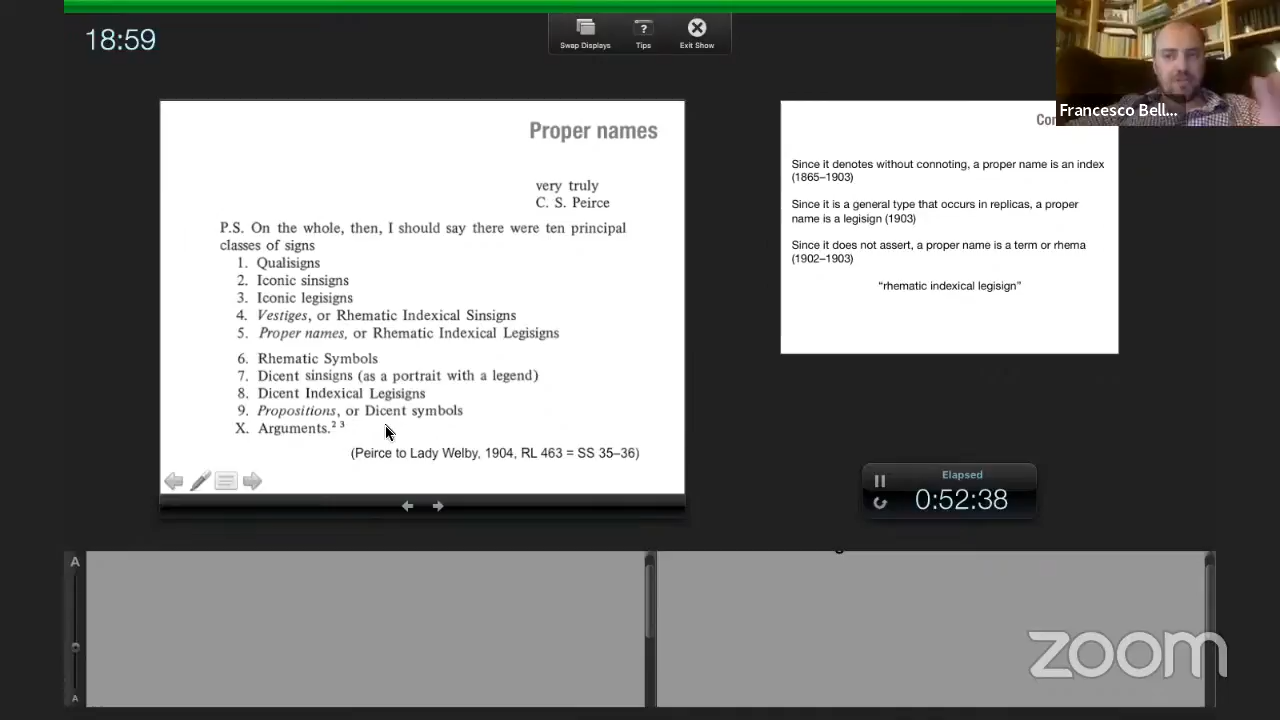 18:59
Swap Displays
Tips
Exit Show
Francesco Bell...
Proper names
very truly
C. S. Peirce
P.S. On the whole, then, I should say there were ten principal
classes of signs
1. Qualisigns
2. Iconic sinsigns
3. Iconic legisigns
4. Vestiges, or Rhematic Indexical Sinsigns
5. Proper names, or Rhematic Indexical Legisigns
6. Rhematic Symbols
7. Dicent sinsigns (as a portrait with a legend)
8. Dicent Indexical Legisigns
9. Propositions, or Dicent symbols
X. Arguments.²³
(Peirce to Lady Welby, 1904, RL 463 = SS 35–36)
Since it denotes without connoting, a proper name is an index
(1865–1903)
Since it is a general type that occurs in replicas, a proper
name is a legisign (1903)
Since it does not assert, a proper name is a term or rhema
(1902–1903)
“rhematic indexical legisign”
Elapsed
0:52:38
A
A
zoom